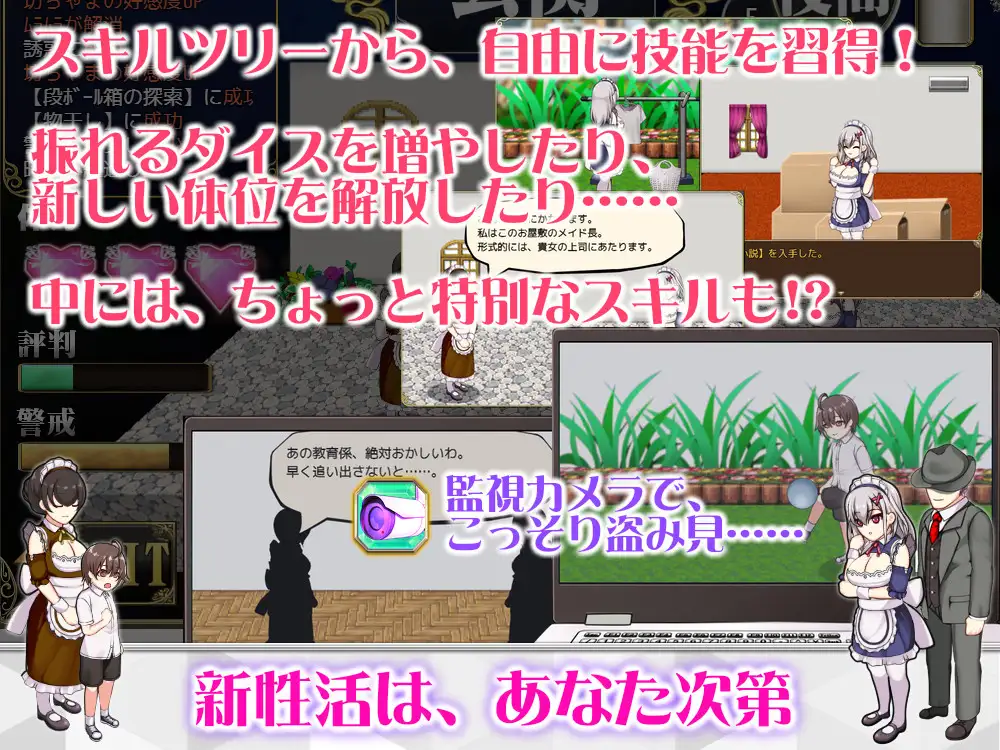 スキルツリーから、自由に技能を習得！
【段ﾎﾞｰﾙ箱の探索】に成功
【物干し】に成功
振れるダイスを増やしたり、
新しい体位を解放したり……
私はこのお屋敷のメイド長。
形式的には、貴女の上司にあたります。
】を入手した。
中には、ちょっと特別なスキルも!?
評判
警戒
あの教育係、絶対おかしいわ。
早く追い出さないと……。
監視カメラで、
こっそり盗み見……
新性活は、あなた次第